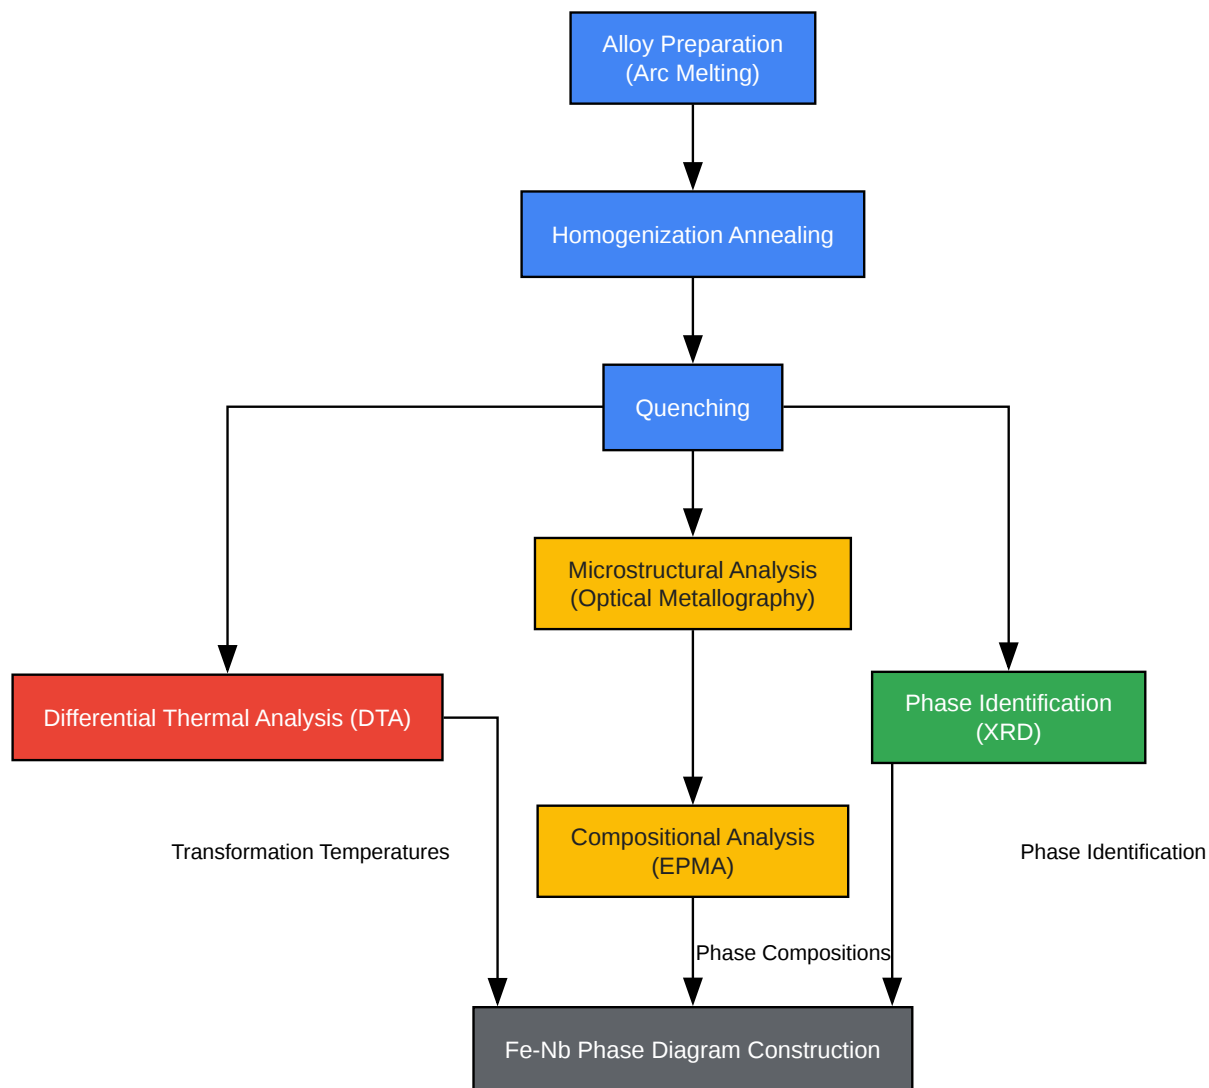 Alloy Preparation
(Arc Melting)
Homogenization Annealing
Quenching
Microstructural Analysis
(Optical Metallography)
Differential Thermal Analysis (DTA)
Phase Identification
(XRD)
Compositional Analysis
(EPMA)
Transformation Temperatures
Phase Identification
Phase Compositions
Fe-Nb Phase Diagram Construction